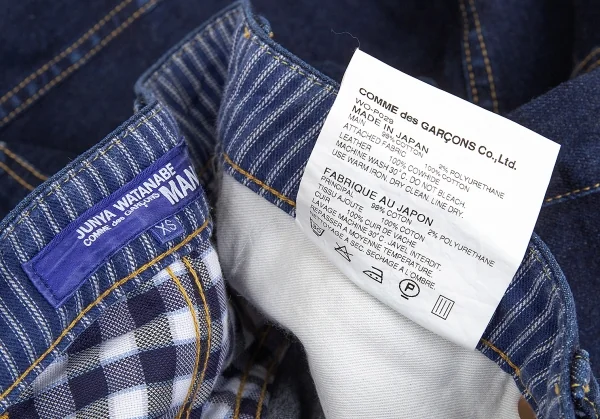 JUNYA WATANABE
COMME des GARÇONS MAN
XS
COMME des GARÇONS Co.,Ltd.
WO-P029
MADE IN JAPAN
MAIN 98% COTTON 2% POLYURETHANE
ATTACHED FABRIC 100% COTTON
LEATHER 100% COWHIDE
MACHINE WASH 30°C. DO NOT BLEACH.
USE WARM IRON. DRY CLEAN. LINE DRY.
FABRIQUE AU JAPON
PRINCIPAL 98% COTON 2% POLYURETHANE
TISSU AJOUTE 100% COTON
CUIR 100% CUIR DE VACHE
LAVAGE MACHINE 30°C. JAVEL INTERDIT.
REPASSER A MOYENNE TEMPERATURE.
NETTOYAGE A SEC. SECHAGE A L'OMBRE.
P